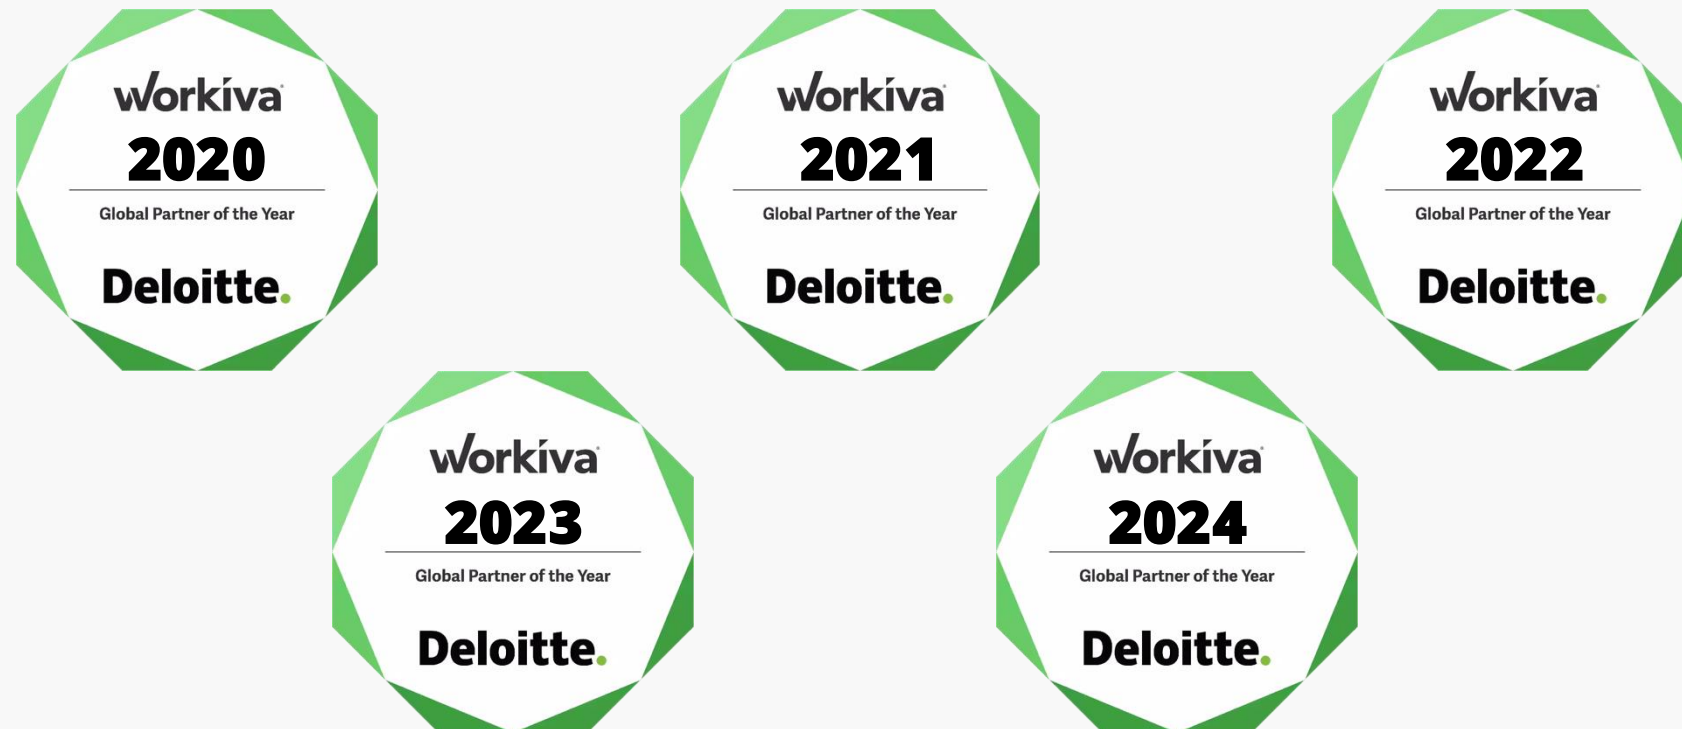 Workiva
2020
Global Partner of the Year
Deloitte.
Workiva
2021
Global Partner of the Year
Deloitte.
Workiva
2022
Global Partner of the Year
Deloitte.
Workiva
2023
Global Partner of the Year
Deloitte.
Workiva
2024
Global Partner of the Year
Deloitte.